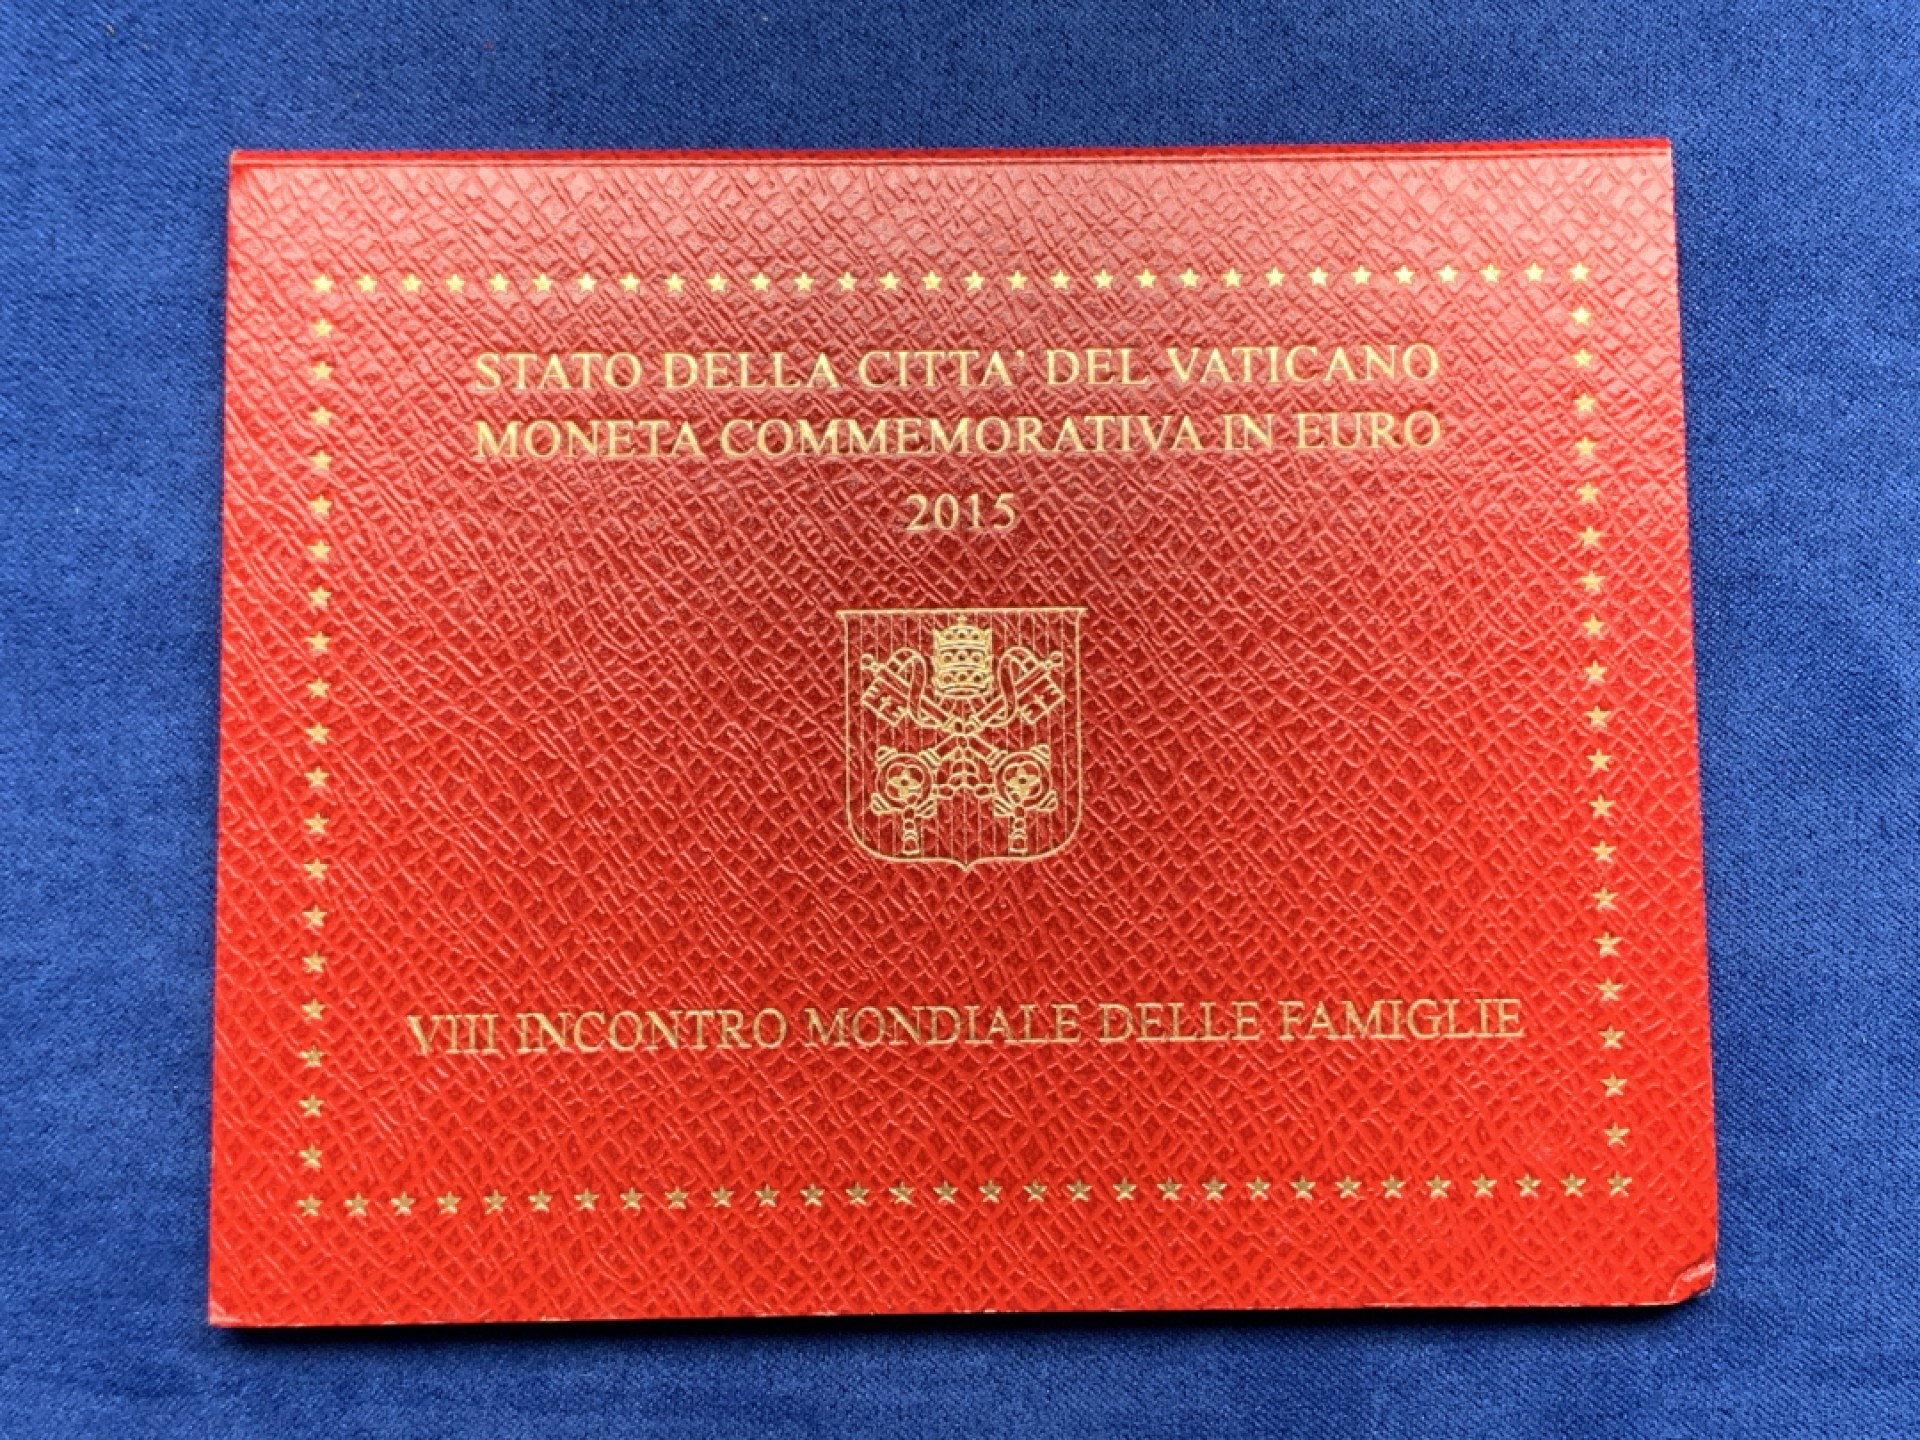 STATO DELLA CITTA' DEL VATICANO
MONETA COMMEMORATIVA IN EURO
2015
VIII INCONTRO MONDIALE DELLE FAMIGLIE